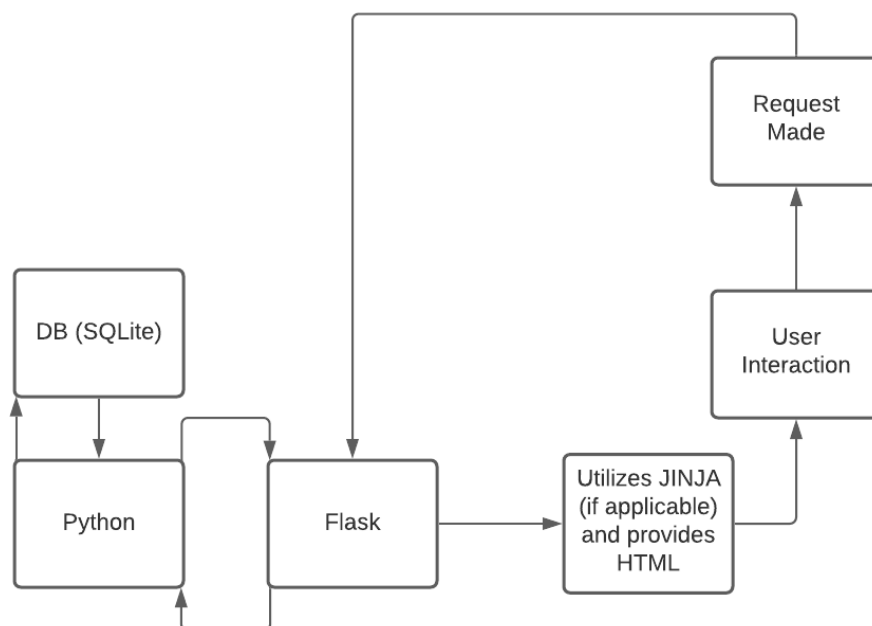 Request
Made
DB (SQLite)
User
Interaction
Python
Flask
Utilizes JINJA
(if applicable)
and provides
HTML